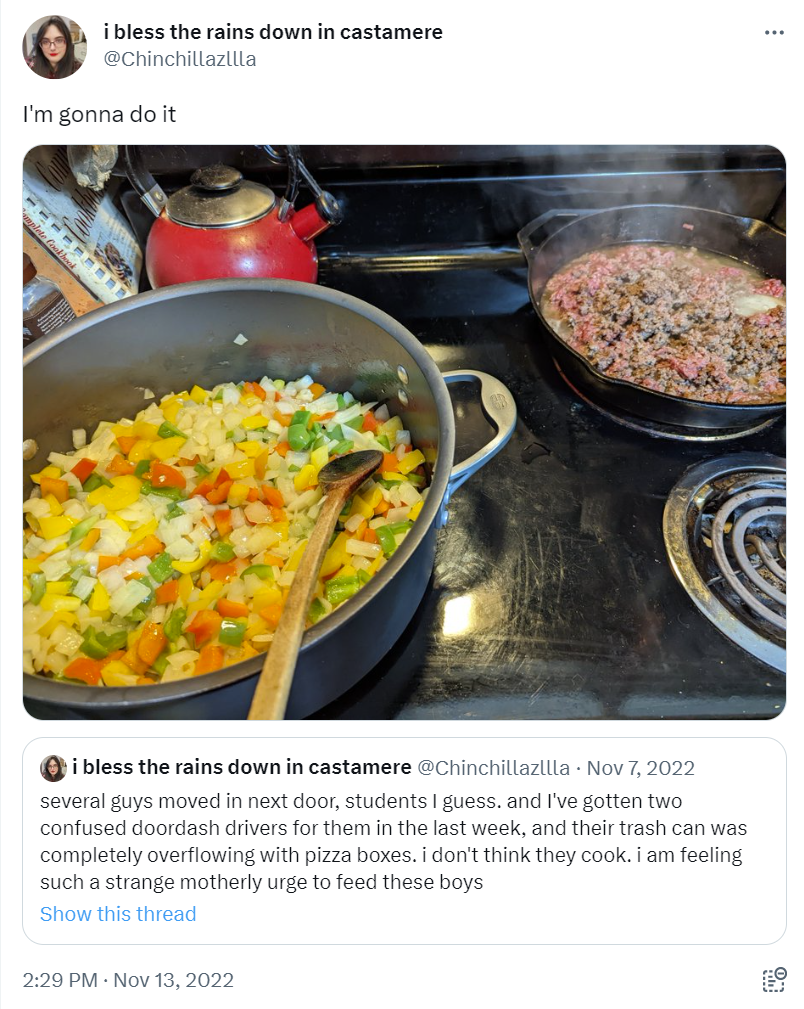 i bless the rains down in castamere
@Chinchillazllla
I'm gonna do it
Cookbook
Complete Cookbook
i bless the rains down in castamere @Chinchillazllla · Nov 7, 2022
several guys moved in next door, students I guess. and I've gotten two
confused doordash drivers for them in the last week, and their trash can was
completely overflowing with pizza boxes. i don't think they cook. i am feeling
such a strange motherly urge to feed these boys
Show this thread
2:29 PM · Nov 13, 2022